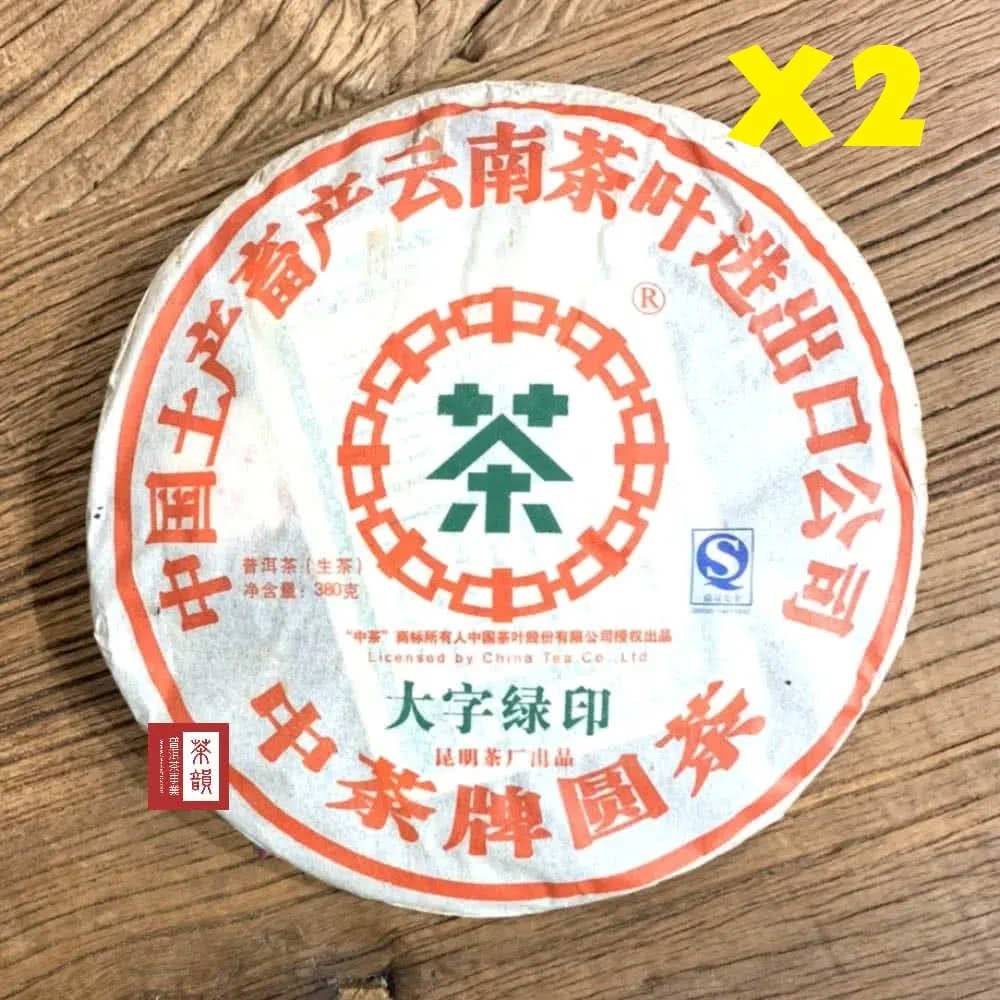 X2
中国土产畜产云南茶叶进出口公司
®
茶
普洱茶（生茶）
净含量：380克
S
"中茶"商标所有人中国茶叶股份有限公司授权出品
Licensed by China Tea Co.,Ltd
大字绿印
昆明茶厂出品
中茶牌圆茶
茶韻